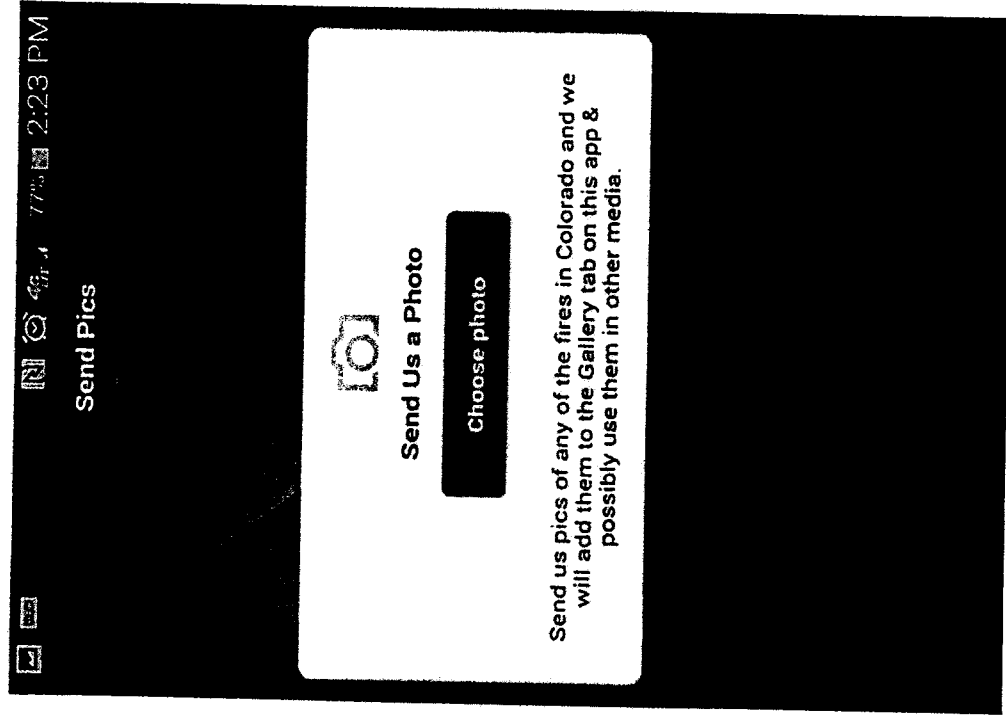 77% 2:23 PM
Send Pics
Send Us a Photo
Choose photo
Send us pics of any of the fires in Colorado and we
will add them to the Gallery tab on this app &
possibly use them in other media.